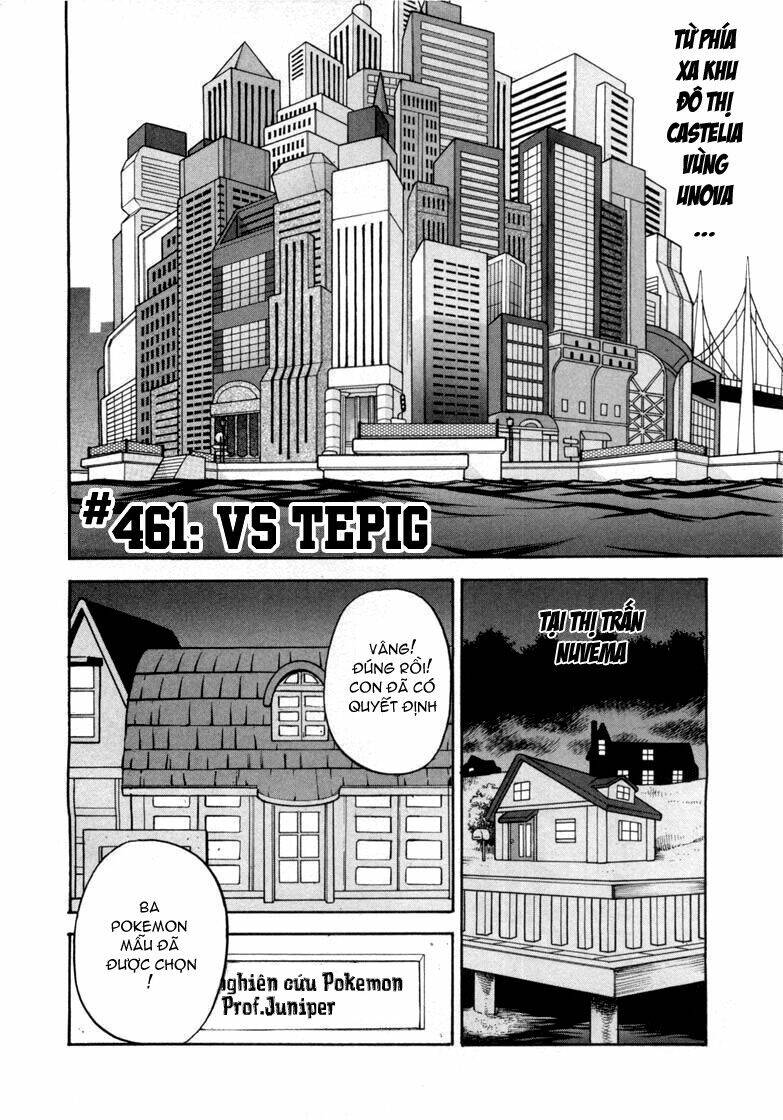 TỪ PHÍA
XA KHU
ĐÔ THỊ
CASTELIA
VÙNG
UNOVA
...
#461: VS TEPIG
TẠI THỊ TRẤN
NUVEMA
VÂNG!
ĐÚNG RỒI!
CON ĐÃ CÓ
QUYẾT ĐỊNH
BA
POKEMON
MẪU ĐÃ
ĐƯỢC CHỌN
!
nghiên cứu Pokemon
Prof.Juniper